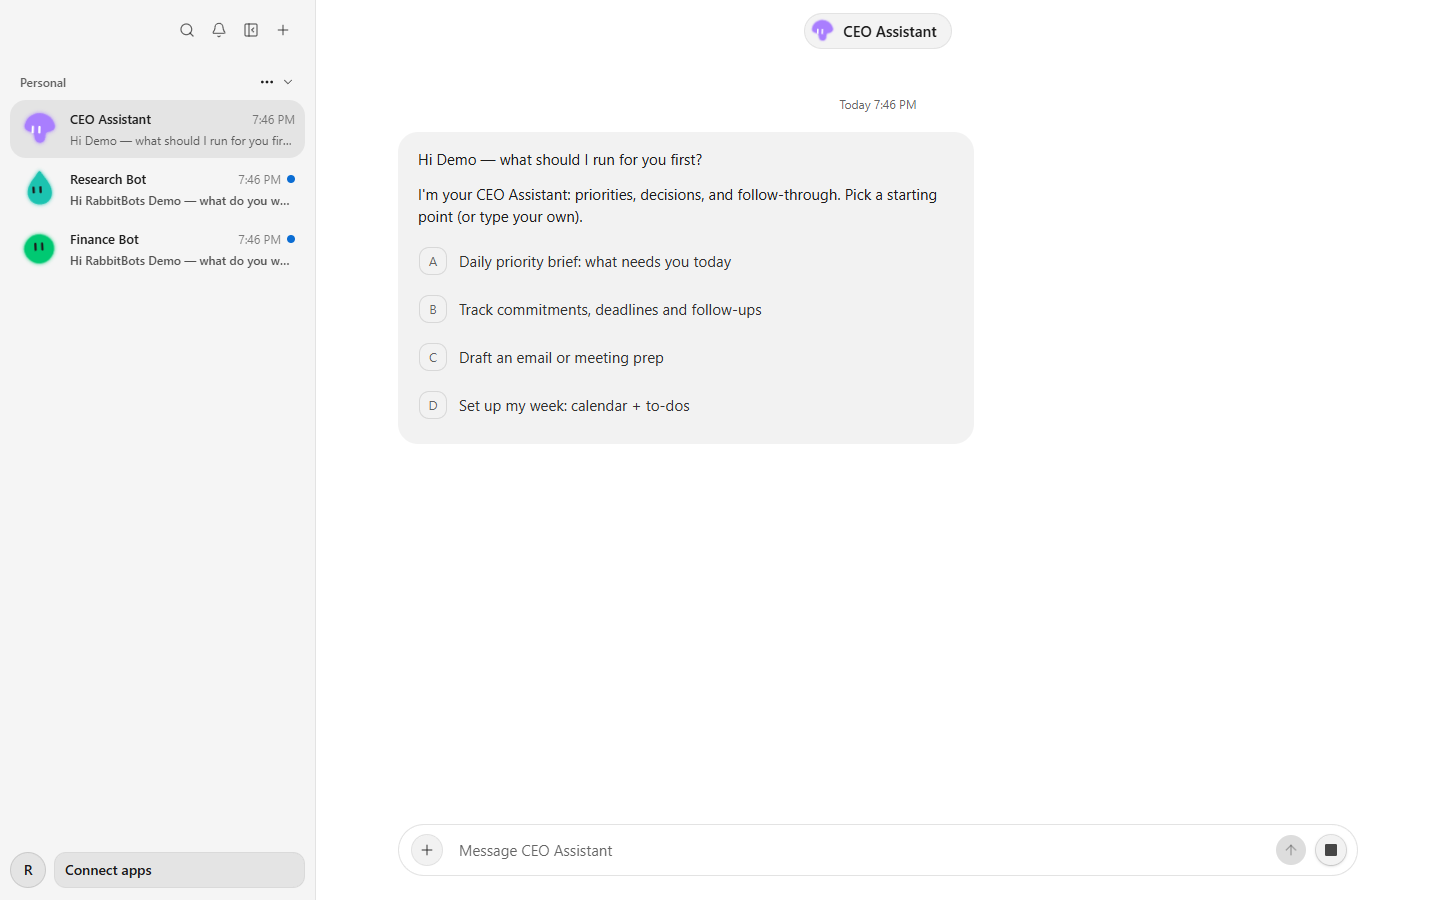 Personal
CEO Assistant 7:46 PM
Hi Demo — what should I run for you fir...
Research Bot 7:46 PM
Hi RabbitBots Demo — what do you w...
Finance Bot 7:46 PM
Hi RabbitBots Demo — what do you w...
R
Connect apps
CEO Assistant
Today 7:46 PM
Hi Demo — what should I run for you first?
I'm your CEO Assistant: priorities, decisions, and follow-through. Pick a starting
point (or type your own).
A Daily priority brief: what needs you today
B Track commitments, deadlines and follow-ups
C Draft an email or meeting prep
D Set up my week: calendar + to-dos
Message CEO Assistant